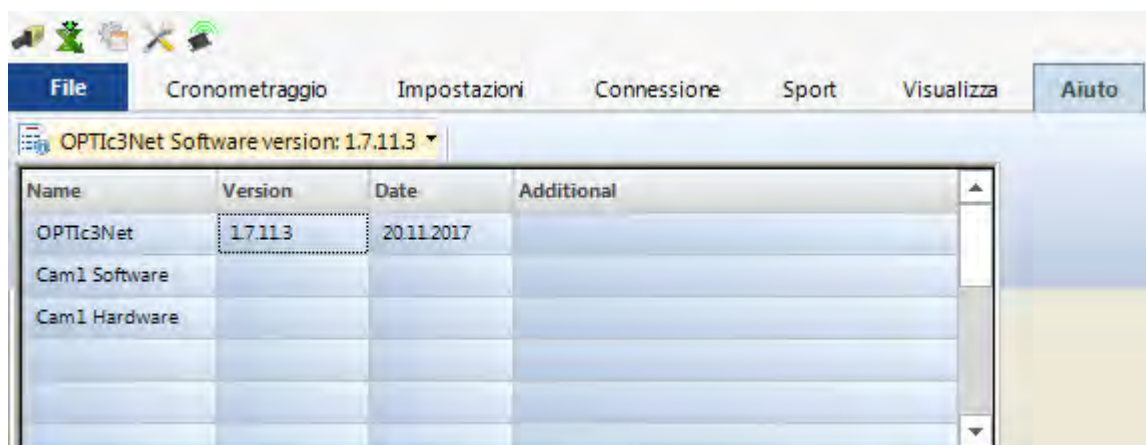 File Cronometraggio Impostazioni Connessione Sport Visualizza Aiuto
OPTIc3Net Software version: 1.7.11.3
Name Version Date Additional
OPTIc3Net 1.7.11.3 20.11.2017
Cam1 Software
Cam1 Hardware